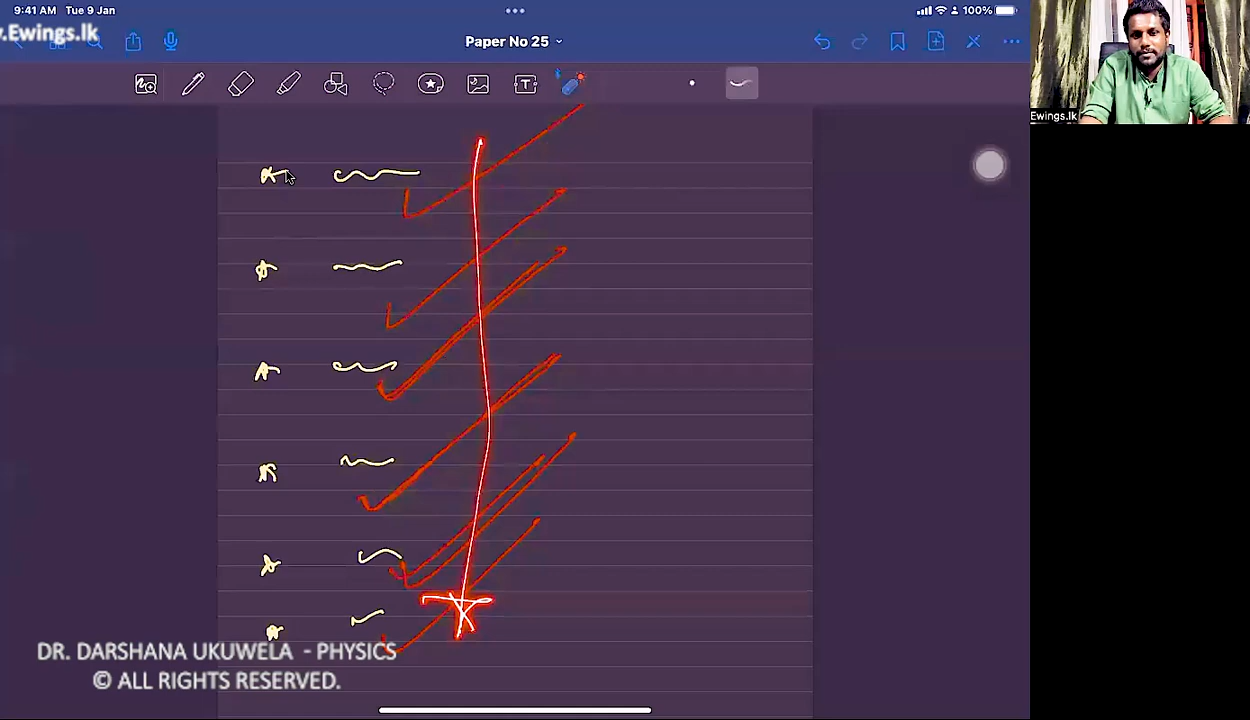 9:41 AM Tue 9 Jan
100%
.Ewings.lk
Paper No 25
T
Ewings.lk
DR. DARSHANA UKUWELA - PHYSICS
© ALL RIGHTS RESERVED.